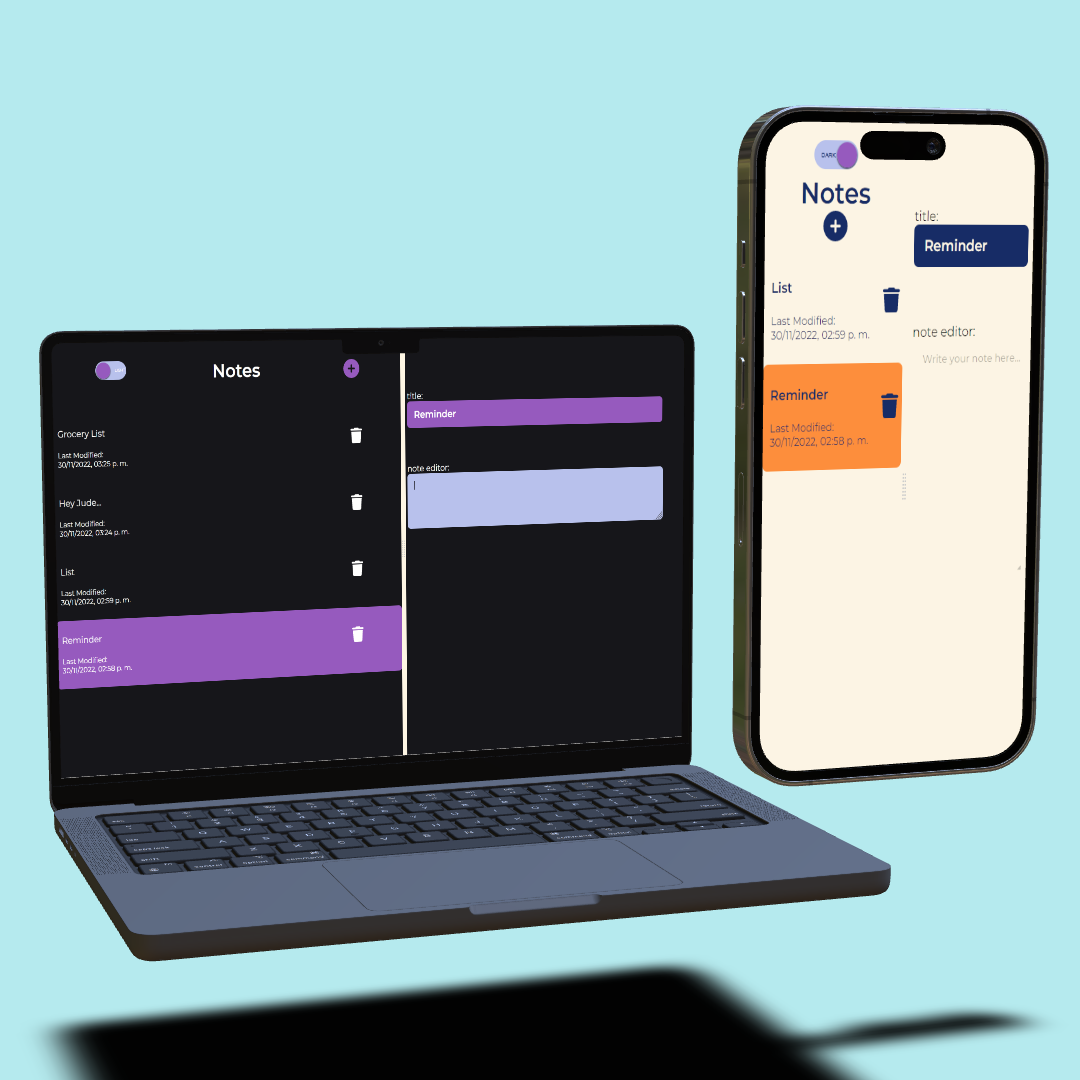 Notes
Grocery List
Last Modified:
30/11/2022, 03:25 p. m.
Hey Jude...
Last Modified:
30/11/2022, 03:24 p. m.
List
Last Modified:
30/11/2022, 02:59 p. m.
Reminder
Last Modified:
30/11/2022, 02:58 p. m.
title:
Reminder
note editor:
DARK
Notes
List
Last Modified:
30/11/2022, 02:59 p. m.
Reminder
Last Modified:
30/11/2022, 02:58 p. m.
title:
Reminder
note editor:
Write your note here...